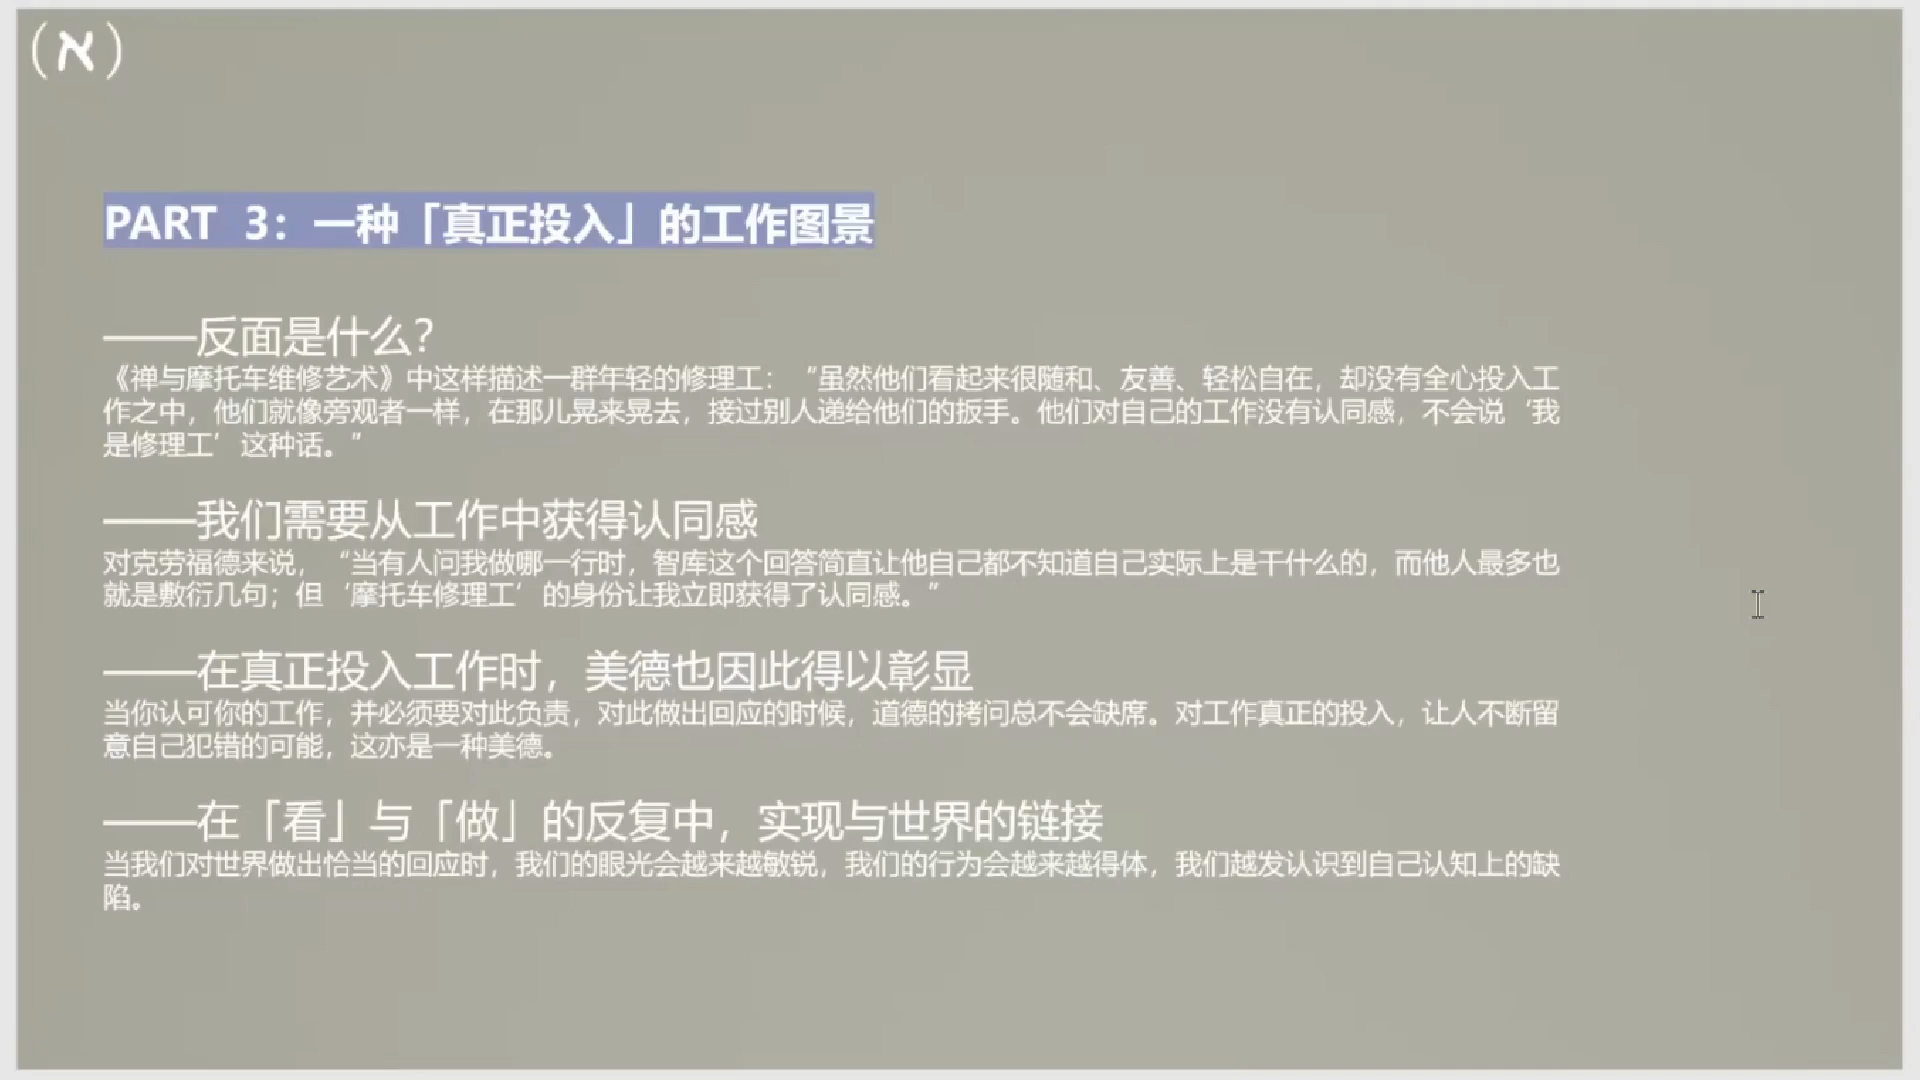 (א)
PART 3：一种「真正投入」的工作图景
——反面是什么？
《禅与摩托车维修艺术》中这样描述一群年轻的修理工：“虽然他们看起来很随和、友善、轻松自在，却没有全心投入工
作之中，他们就像旁观者一样，在那儿晃来晃去，接过别人递给他们的扳手。他们对自己的工作没有认同感，不会说‘我
是修理工’这种话。”
——我们需要从工作中获得认同感
对克劳福德来说，“当有人问我做哪一行时，智库这个回答简直让他自己都不知道自己实际上是干什么的，而他人最多也
就是敷衍几句；但‘摩托车修理工’的身份让我立即获得了认同感。”
——在真正投入工作时，美德也因此得以彰显
当你认可你的工作，并必须要对此负责，对此做出回应的时候，道德的拷问总不会缺席。对工作真正的投入，让人不断留
意自己犯错的可能，这亦是一种美德。
——在「看」与「做」的反复中，实现与世界的链接
当我们对世界做出恰当的回应时，我们的眼光会越来越敏锐，我们的行为会越来越得体，我们越发认识到自己认知上的缺
陷。